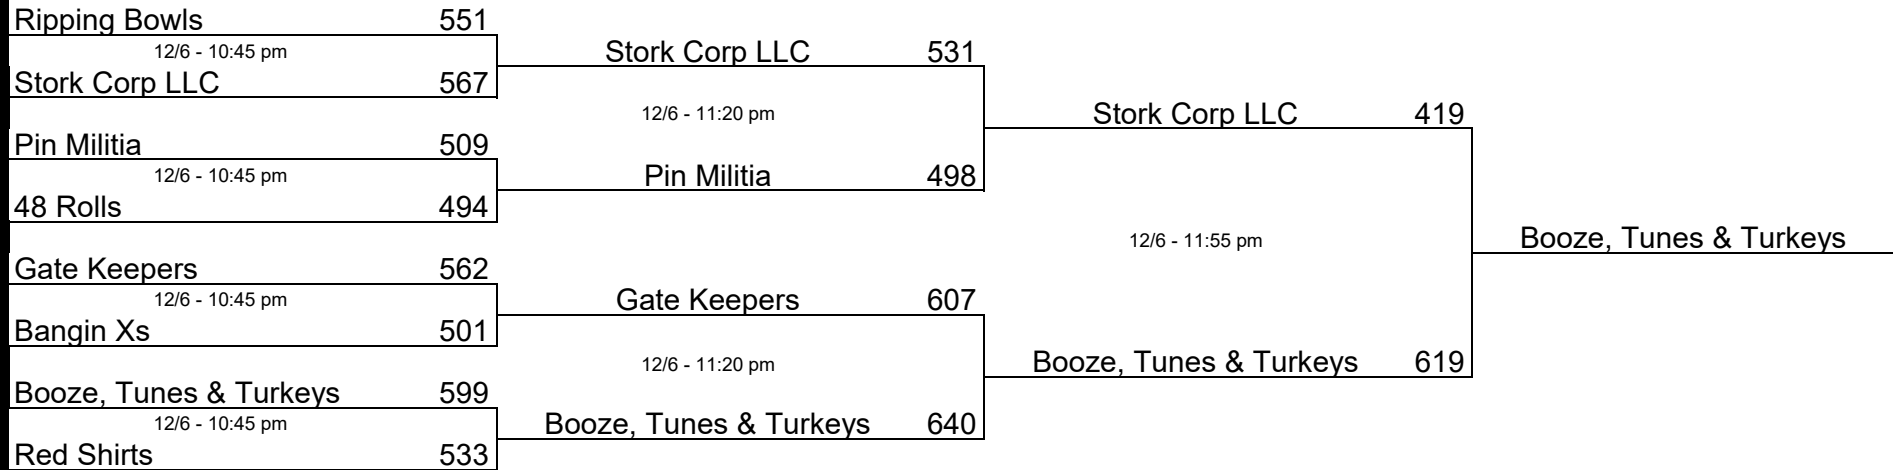 Ripping Bowls 551
12/6 - 10:45 pm
Stork Corp LLC 567
Pin Militia 509
12/6 - 10:45 pm
48 Rolls 494
Gate Keepers 562
12/6 - 10:45 pm
Bangin Xs 501
Booze, Tunes & Turkeys 599
12/6 - 10:45 pm
Red Shirts 533
Stork Corp LLC 531
12/6 - 11:20 pm
Pin Militia 498
Gate Keepers 607
12/6 - 11:20 pm
Booze, Tunes & Turkeys 640
Stork Corp LLC 419
12/6 - 11:55 pm
Booze, Tunes & Turkeys 619
Booze, Tunes & Turkeys